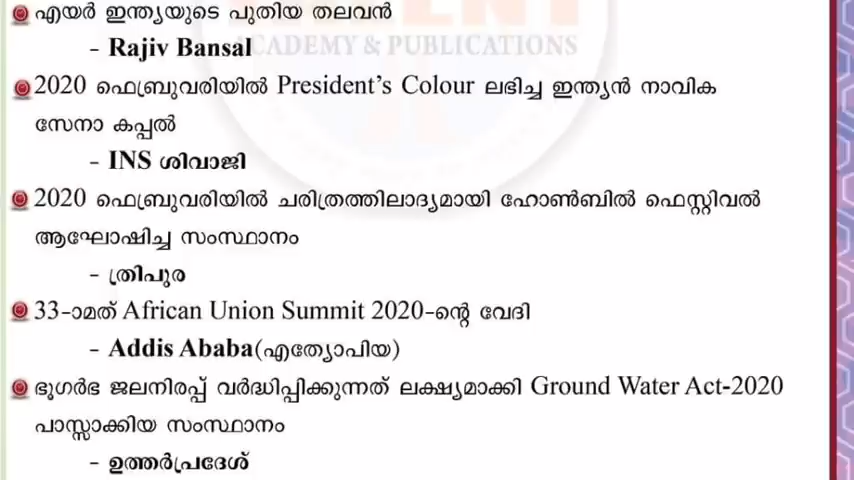 എയർ ഇന്ത്യയുടെ പുതിയ തലവൻ
- Rajiv Bansal
ACADEMY & PUBLICATIONS
2020 ഫെബ്രുവരിയിൽ President's Colour ലഭിച്ച ഇന്ത്യൻ നാവിക
സേനാ കപ്പൽ
- INS ശിവാജി
2020 ഫെബ്രുവരിയിൽ ചരിത്രത്തിലാദ്യമായി ഹോൺബിൽ ഫെസ്റ്റിവൽ
ആഘോഷിച്ച സംസ്ഥാനം
- ത്രിപുര
33-ാമത് African Union Summit 2020-ന്റെ വേദി
- Addis Ababa(എത്യോപിയ)
ഭൂഗർഭ ജലനിരപ്പ് വർദ്ധിപ്പിക്കുന്നത് ലക്ഷ്യമാക്കി Ground Water Act-2020
പാസ്സാക്കിയ സംസ്ഥാനം
- ഉത്തർപ്രദേശ്